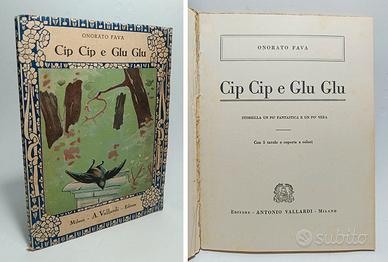 ONORATO FAVA
Cip Cip e Glu Glu
Milano - A. Vallardi - Editore
ONORATO FAVA
Cip Cip e Glu Glu
STORIELLA UN PO' FANTASTICA E UN PO' VERA
Con 5 tavole e coperta a colori
EDITORE - ANTONIO VALLARDI - MILANO
subito